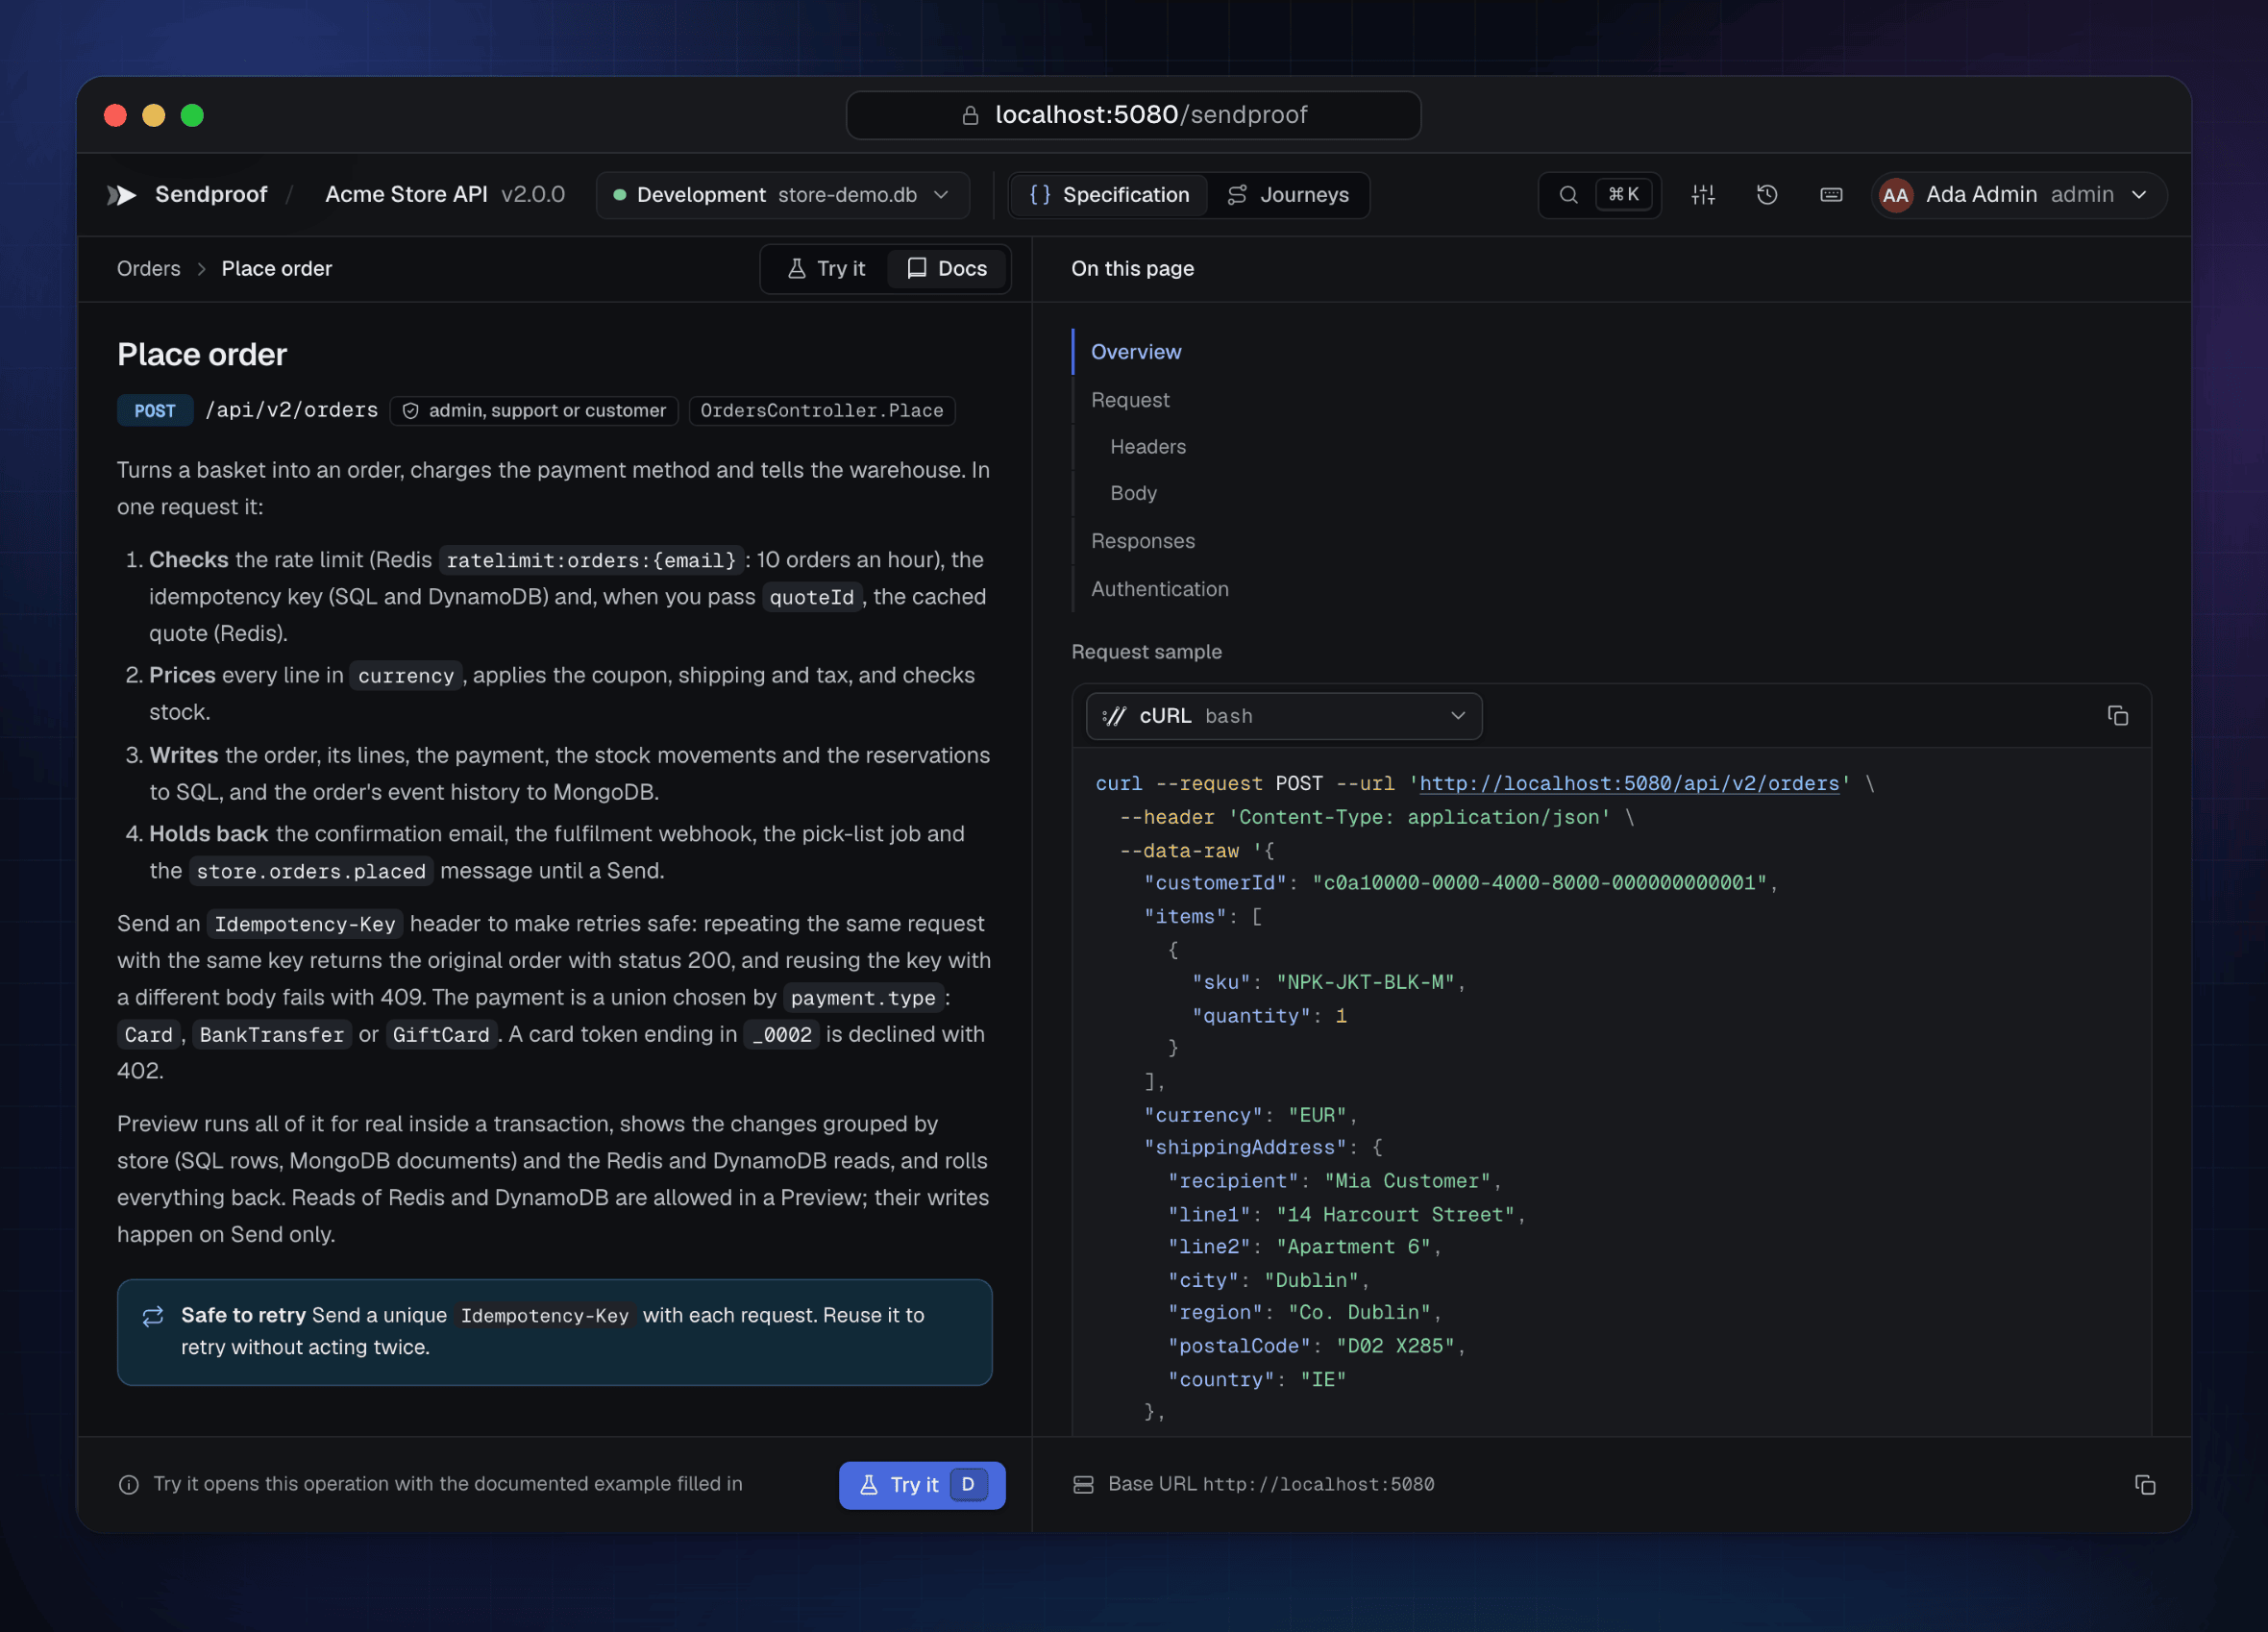 localhost:5080/sendproof
Sendproof / Acme Store API v2.0.0 Development store-demo.db {} Specification Journeys ⌘K AA Ada Admin admin
Orders > Place order Try it Docs
Place order
POST /api/v2/orders admin, support or customer OrdersController.Place
Turns a basket into an order, charges the payment method and tells the warehouse. In
one request it:
1. Checks the rate limit (Redis ratelimit:orders:{email}: 10 orders an hour), the
idempotency key (SQL and DynamoDB) and, when you pass quoteId, the cached
quote (Redis).
2. Prices every line in currency, applies the coupon, shipping and tax, and checks
stock.
3. Writes the order, its lines, the payment, the stock movements and the reservations
to SQL, and the order's event history to MongoDB.
4. Holds back the confirmation email, the fulfilment webhook, the pick-list job and
the store.orders.placed message until a Send.
Send an Idempotency-Key header to make retries safe: repeating the same request
with the same key returns the original order with status 200, and reusing the key with
a different body fails with 409. The payment is a union chosen by payment.type:
Card, BankTransfer or GiftCard. A card token ending in _0002 is declined with
402.
Preview runs all of it for real inside a transaction, shows the changes grouped by
store (SQL rows, MongoDB documents) and the Redis and DynamoDB reads, and rolls
everything back. Reads of Redis and DynamoDB are allowed in a Preview; their writes
happen on Send only.
Safe to retry Send a unique Idempotency-Key with each request. Reuse it to
retry without acting twice.
Try it opens this operation with the documented example filled in Try it D
On this page
Overview
Request
Headers
Body
Responses
Authentication
Request sample
cURL bash
curl --request POST --url 'http://localhost:5080/api/v2/orders' \
--header 'Content-Type: application/json' \
--data-raw '{
"customerId": "c0a10000-0000-4000-8000-000000000001",
"items": [
{
"sku": "NPK-JKT-BLK-M",
"quantity": 1
}
],
"currency": "EUR",
"shippingAddress": {
"recipient": "Mia Customer",
"line1": "14 Harcourt Street",
"line2": "Apartment 6",
"city": "Dublin",
"region": "Co. Dublin",
"postalCode": "D02 X285",
"country": "IE"
},
Base URL http://localhost:5080